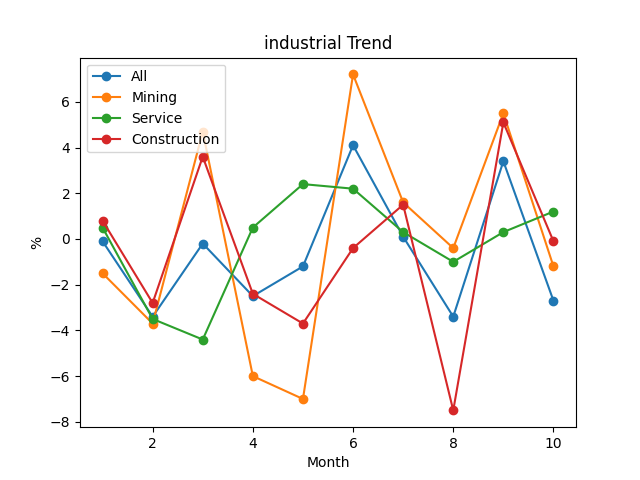 industrial Trend
All
Mining
Service
Construction
6
4
2
0
−2
−4
−6
−8
%
2
4
6
8
10
Month